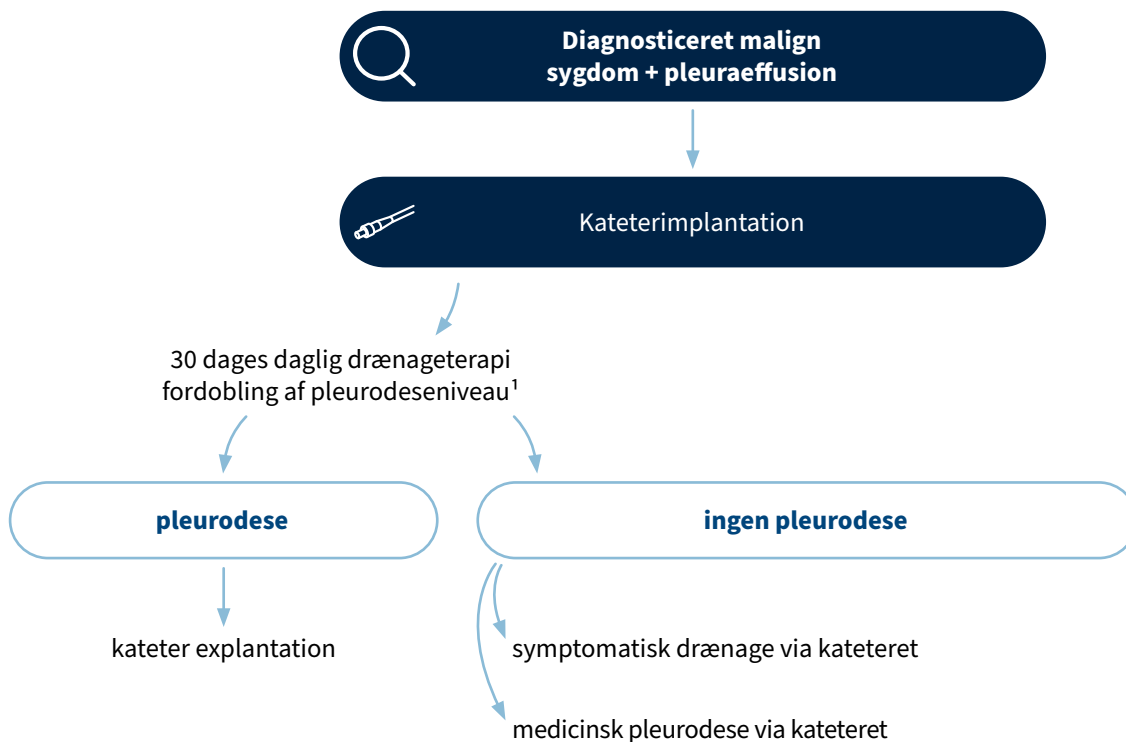 Diagnosticeret malign
sygdom + pleuraeffusion
Kateterimplantation
30 dages daglig drænageterapi
fordobling af pleurodeseniveau¹
pleurodese
ingen pleurodese
kateter explantation
symptomatisk drænage via kateteret
medicinsk pleurodese via kateteret